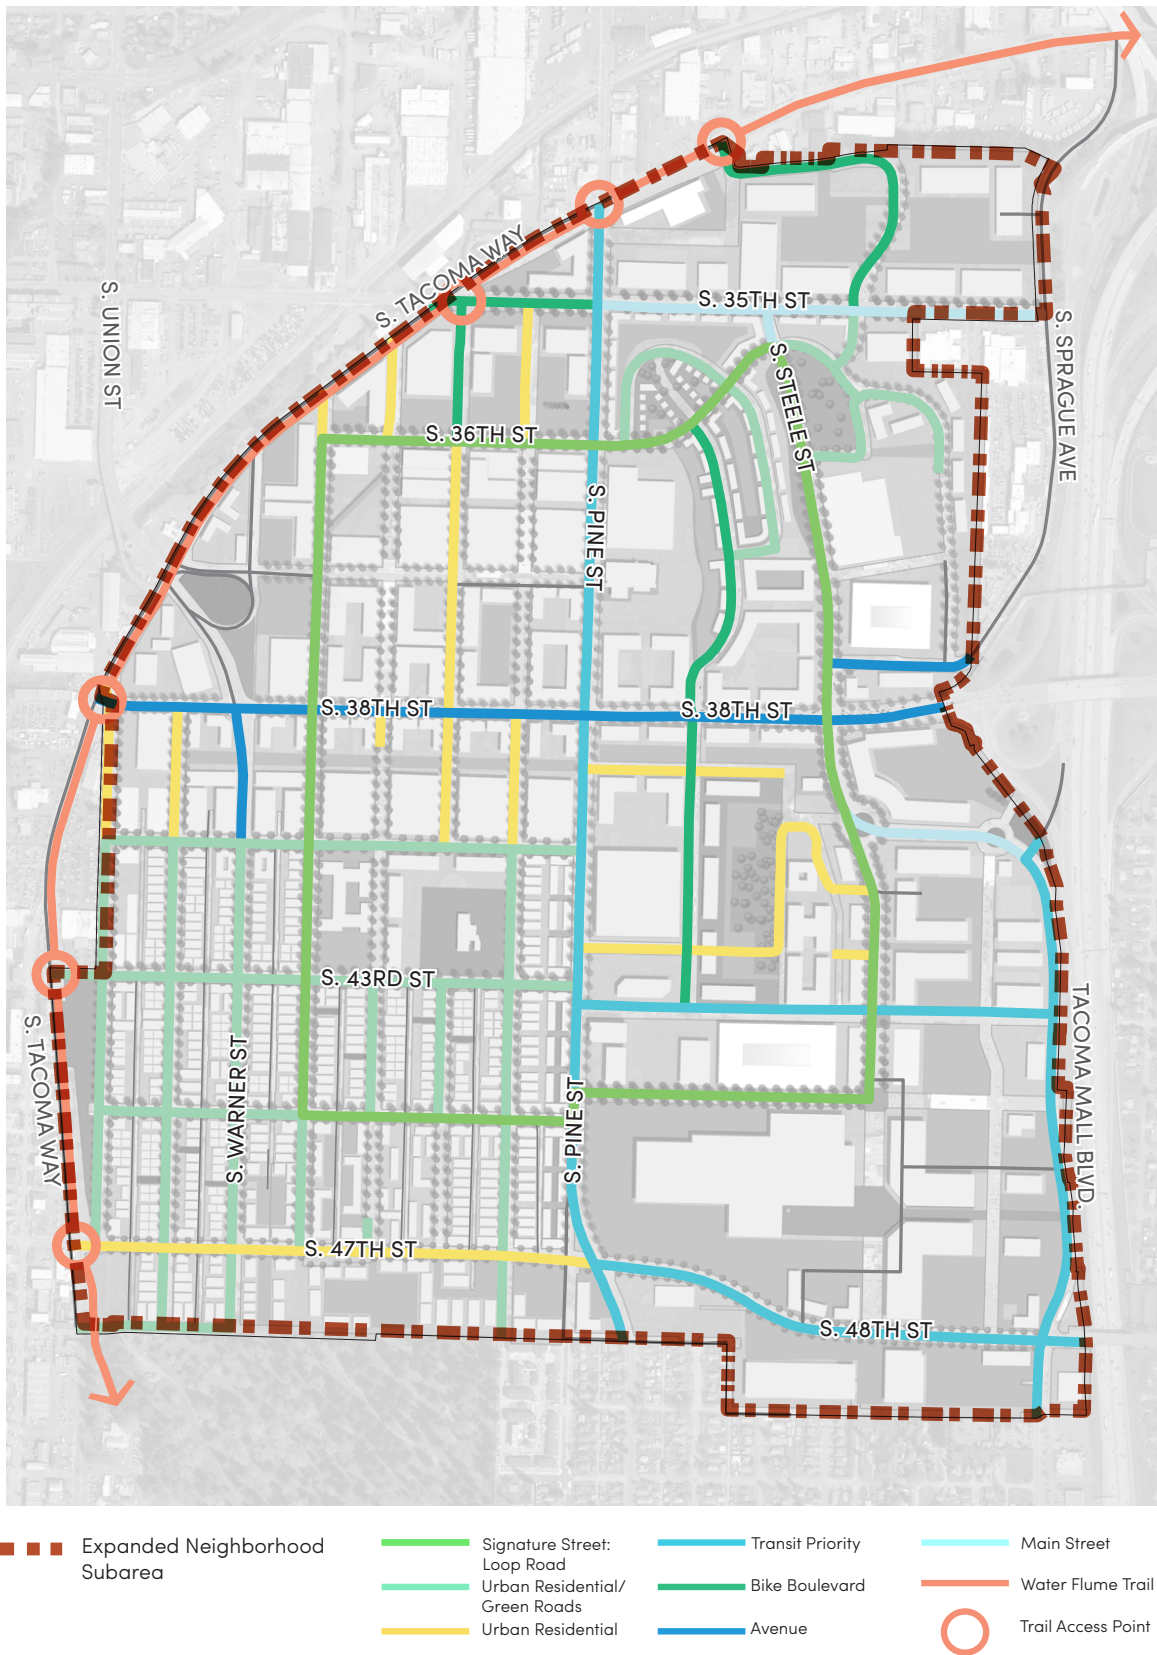 S. TACOMA WAY
S. UNION ST
S. 35TH ST
S. SPRAGUE AVE
S. STEELE ST
S. 36TH ST
S. PINE ST
S. 38TH ST
S. 38TH ST
S. 43RD ST
S. TACOMA WAY
S. WARNER ST
S. PINE ST
TACOMA MALL BLVD.
S. 47TH ST
S. 48TH ST
Expanded Neighborhood
Subarea
Signature Street:
Loop Road
Urban Residential/
Green Roads
Urban Residential
Transit Priority
Bike Boulevard
Avenue
Main Street
Water Flume Trail
Trail Access Point